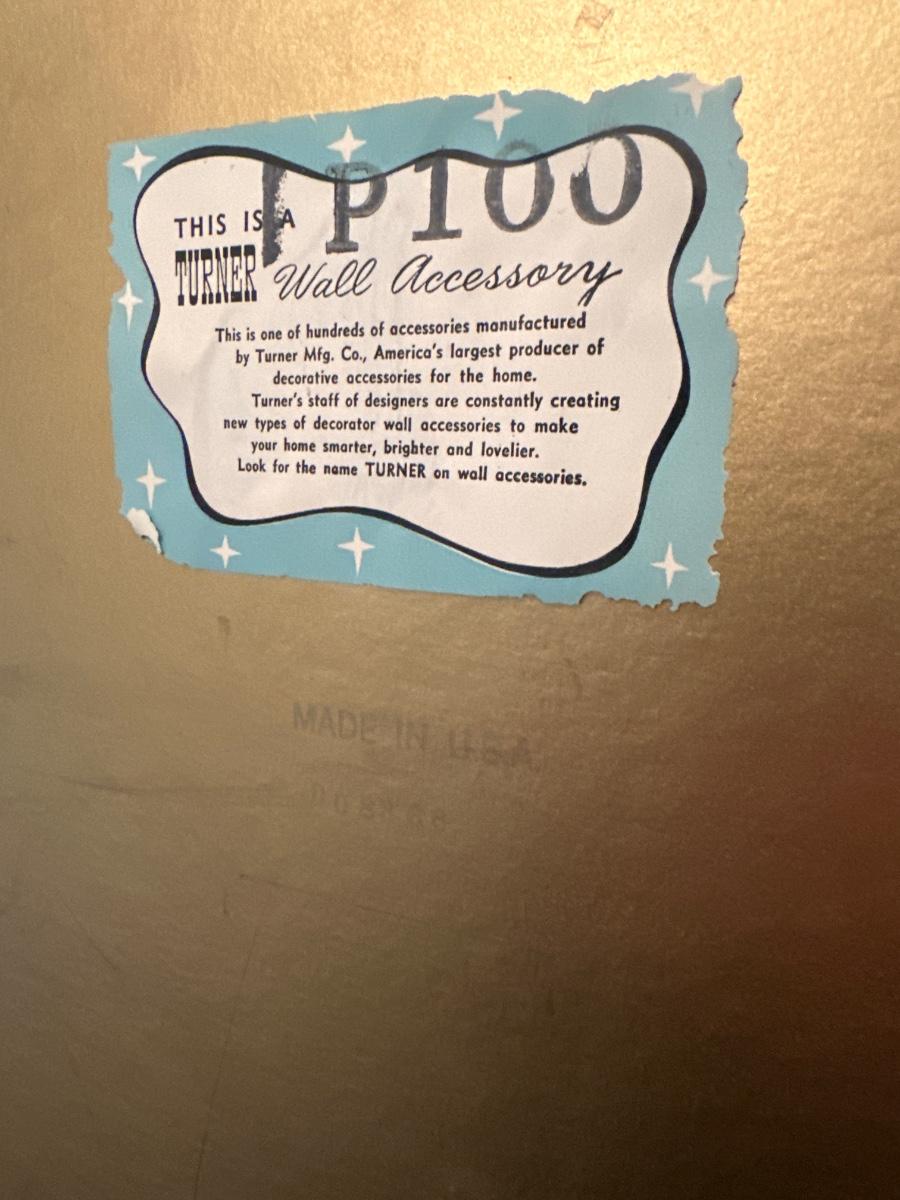 P100
THIS IS A
TURNER Wall Accessory
This is one of hundreds of accessories manufactured
by Turner Mfg. Co., America's largest producer of
decorative accessories for the home.
Turner's staff of designers are constantly creating
new types of decorator wall accessories to make
your home smarter, brighter and lovelier.
Look for the name TURNER on wall accessories.
MADE IN U.S.A.